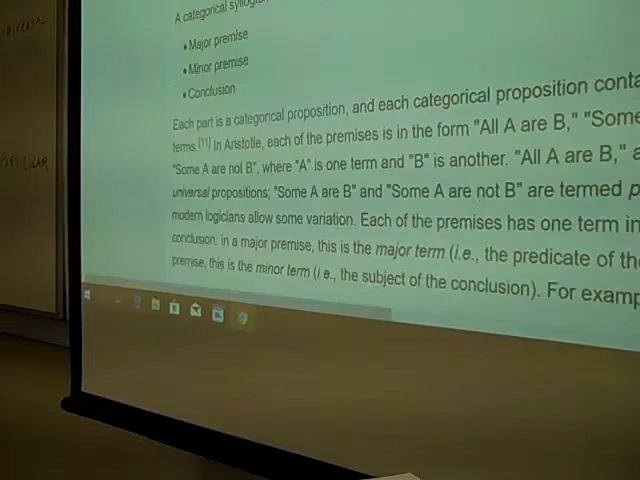 A categorical
• Major premise
• Minor premise
• Conclusion
Each part is a categorical proposition, and each categorical proposition
terms.[11] In Aristotle, each of the premises is in the form "All A are B," "Some
"Some A are not B", where "A" is one term and "B" is another. "All A are B,"
universal propositions; "Some A are B" and "Some A are not B" are termed
modern logicians allow some variation. Each of the premises has one term in
conclusion: in a major premise, this is the major term (i.e., the predicate of
premise, this is the minor term (i.e., the subject of the conclusion). For